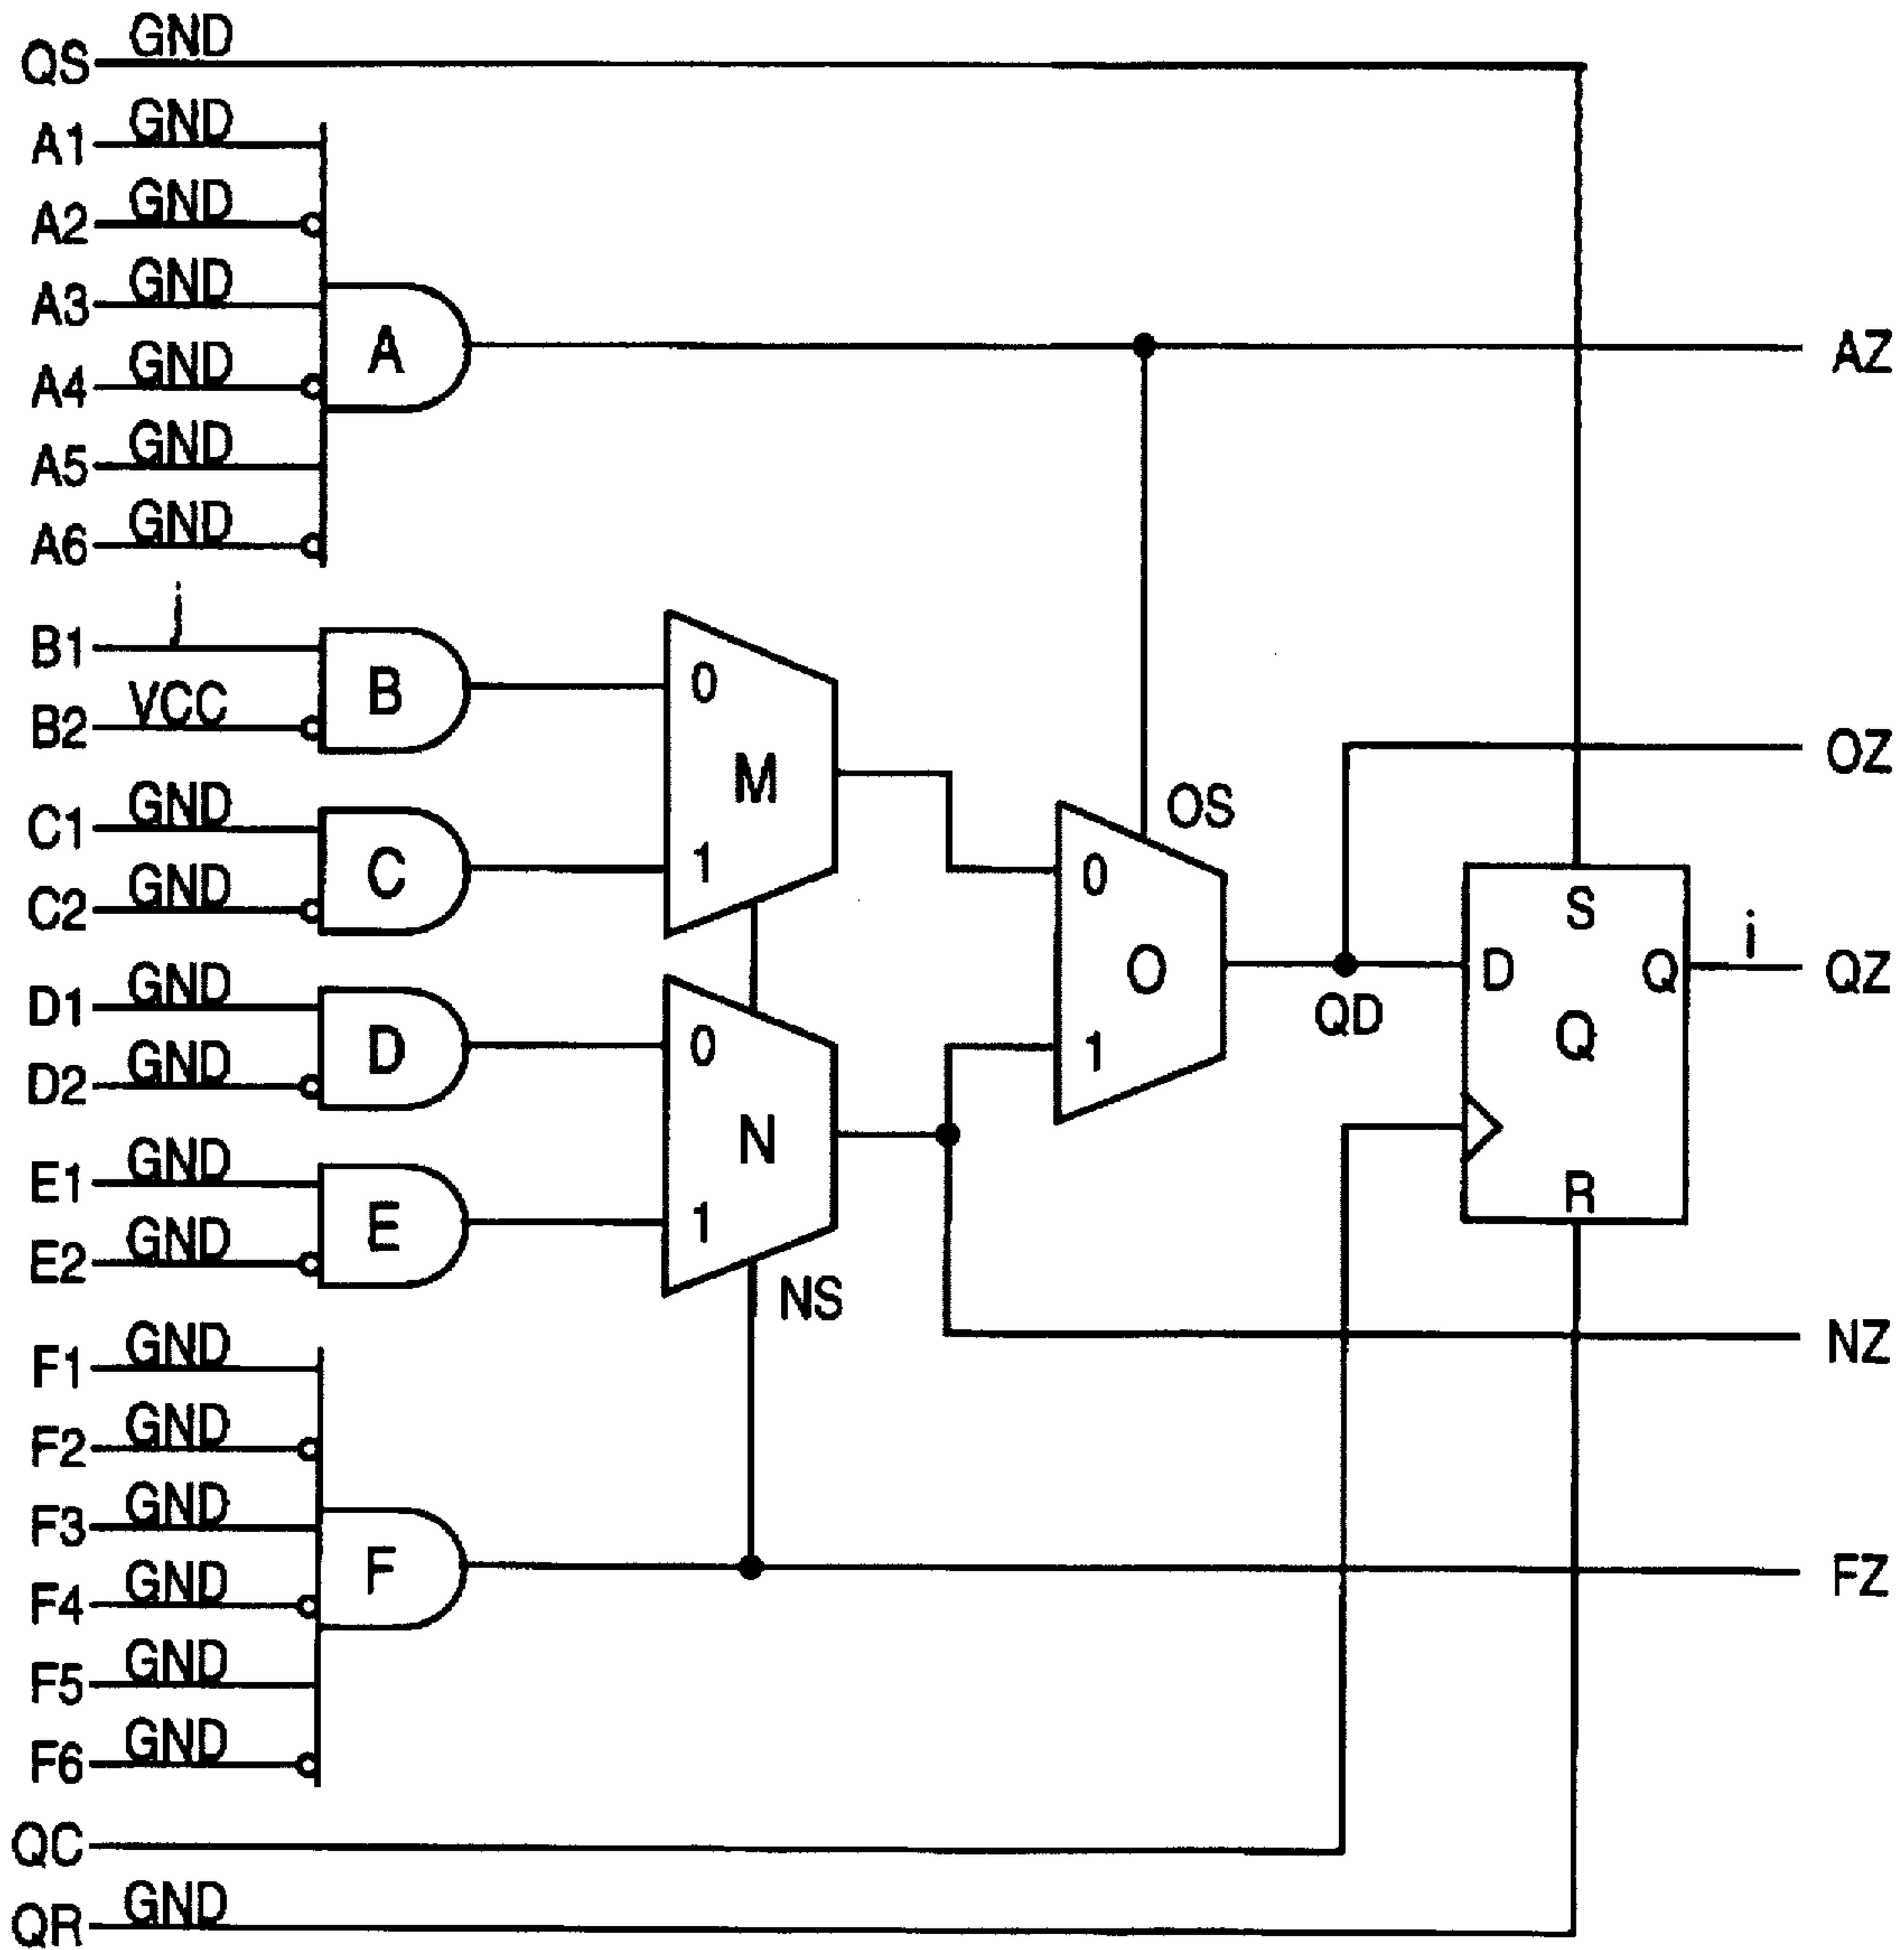 QS GND
A1 GND
A2 GND
A3 GND
A AZ
A4 GND
A5 GND
A6 GND
j
B1
B 0
B2 VCC
M OZ
C1 GND OS
C 1 0
C2 GND S
i
D1 GND O D Q QZ
QD
D 0 Q
D2 GND 1
N
E1 GND R
E 1
E2 GND
NS
F1 GND NZ
F2 GND
F3 GND
F FZ
F4 GND
F5 GND
F6 GND
QC
QR GND